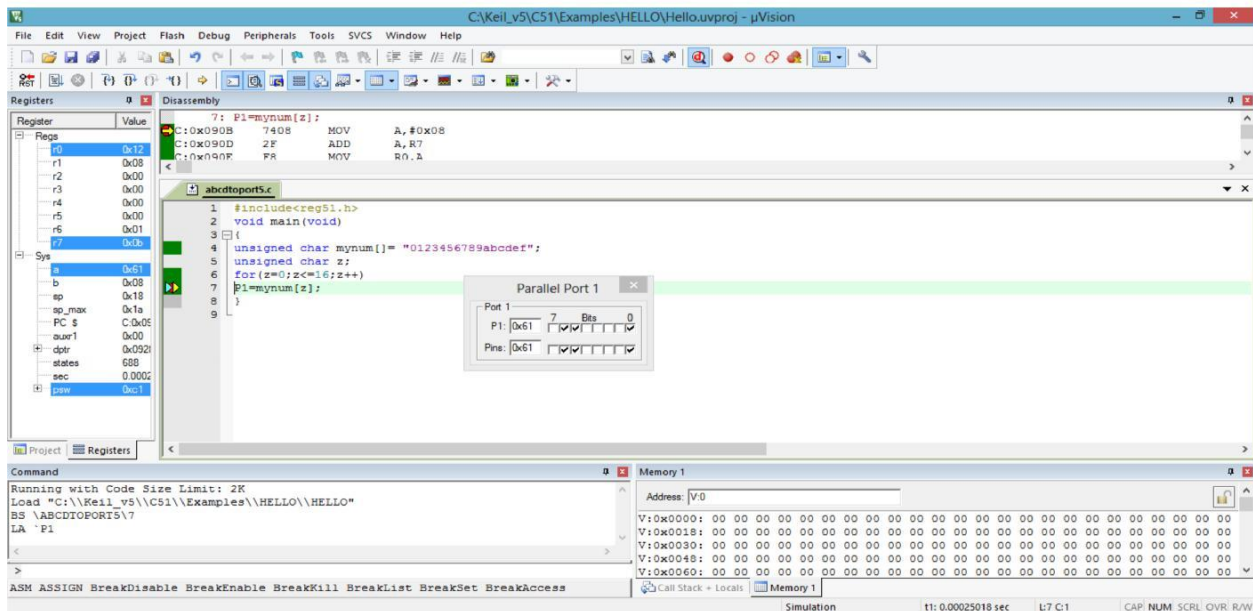 C:\Keil_v5\C51\Examples\HELLO\Hello.uvproj - µVision
File Edit View Project Flash Debug Peripherals Tools SVCS Window Help
RST
Registers
Register Value
Regs
r0 0x12
r1 0x08
r2 0x00
r3 0x00
r4 0x00
r5 0x00
r6 0x01
r7 0x0b
Sys
a 0x61
b 0x08
sp 0x18
sp_max 0x1a
PC $ C:0x09
auxr1 0x00
dptr 0x092
states 688
sec 0.0002
psw 0xc1
Project Registers
Disassembly
7: P1=mynum[z];
C:0x090B 7408 MOV A,#0x08
C:0x090D 2F ADD A,R7
C:0x090E F8 MOV R0,A
abcdtoport5.c
1 #include<reg51.h>
2 void main(void)
3 {
4 unsigned char mynum[]= "0123456789abcdef";
5 unsigned char z;
6 for(z=0;z<=16;z++)
7 P1=mynum[z];
8 }
9
Parallel Port 1
Port 1
7 Bits 0
P1: 0x61
Pins: 0x61
Command
Running with Code Size Limit: 2K
Load "C:\\Keil_v5\\C51\\Examples\\HELLO\\HELLO"
BS \ABCDTOPORT5\7
LA `P1
>
ASM ASSIGN BreakDisable BreakEnable BreakKill BreakList BreakSet BreakAccess
Memory 1
Address: V:0
V:0x0000: 00 00 00 00 00 00 00 00 00 00 00 00 00 00 00 00 00 00 00 00 00 00 00 00
V:0x0018: 00 00 00 00 00 00 00 00 00 00 00 00 00 00 00 00 00 00 00 00 00 00 00 00
V:0x0030: 00 00 00 00 00 00 00 00 00 00 00 00 00 00 00 00 00 00 00 00 00 00 00 00
V:0x0048: 00 00 00 00 00 00 00 00 00 00 00 00 00 00 00 00 00 00 00 00 00 00 00 00
V:0x0060: 00 00 00 00 00 00 00 00 00 00 00 00 00 00 00 00 00 00 00 00 00 00 00 00
Call Stack + Locals Memory 1
Simulation t1: 0.00025018 sec L:7 C:1 CAP NUM SCRL OVR R/W